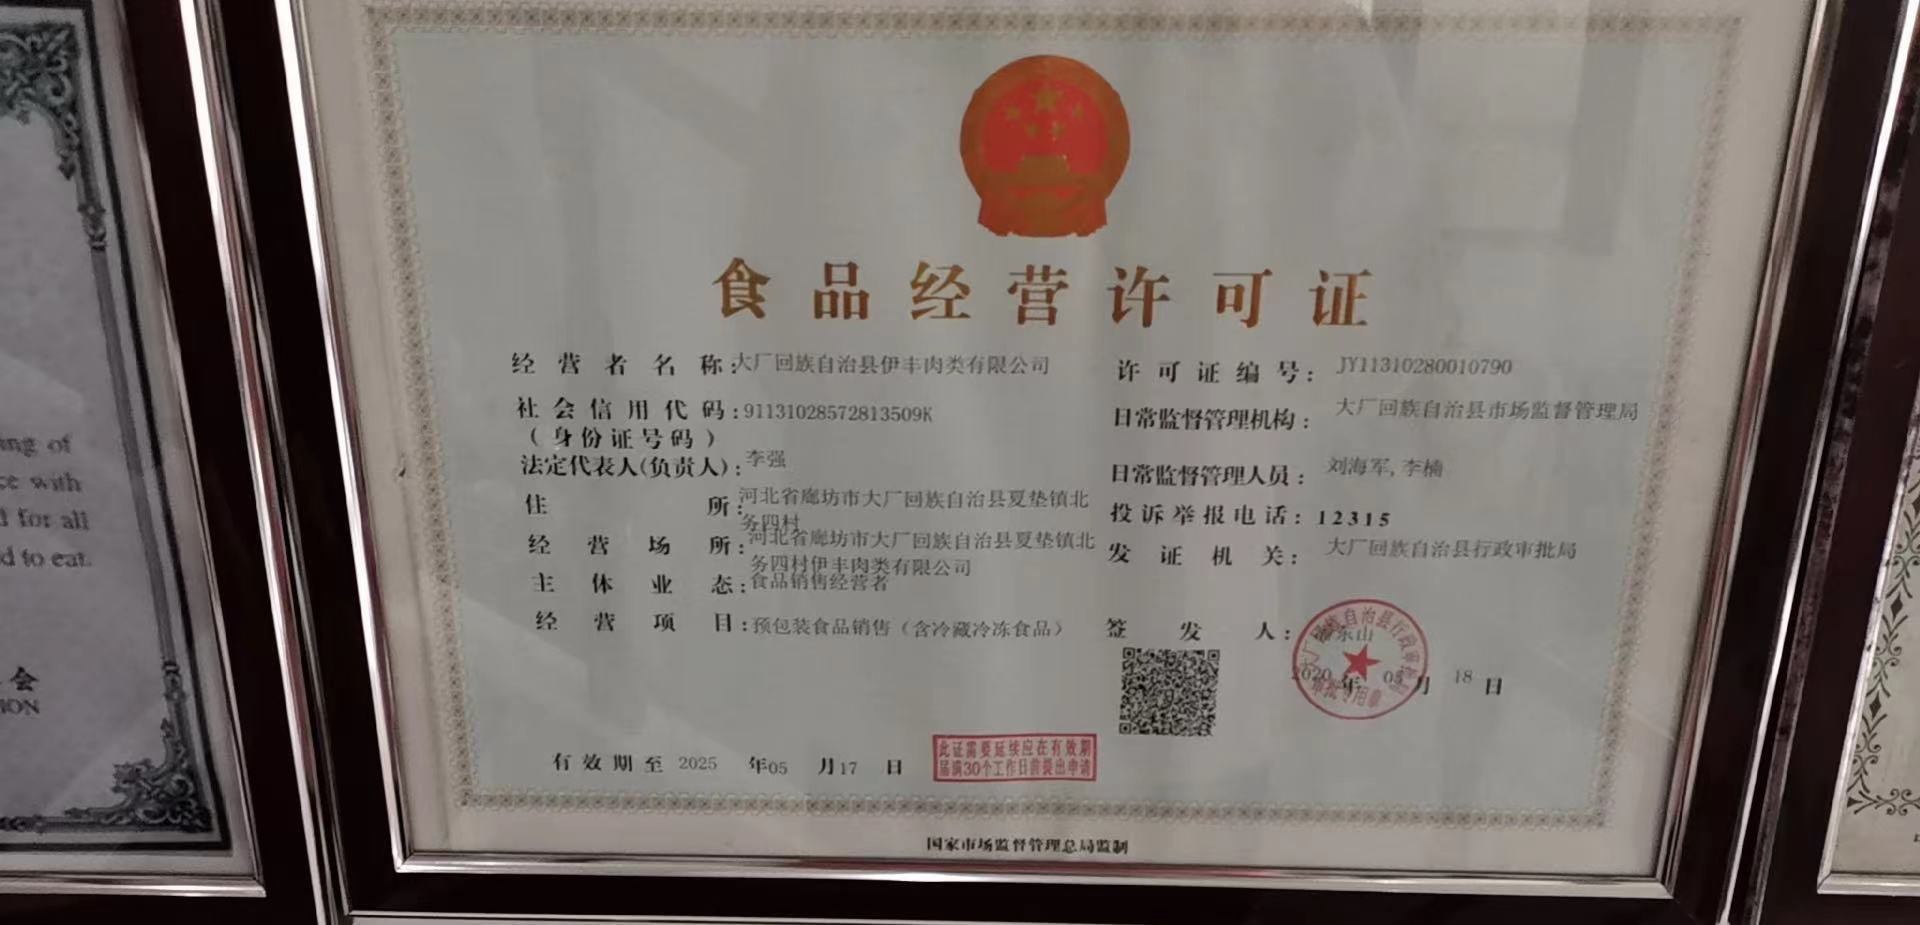 ing of
ce with
d for all
d to eat.
会
ION
食品经营许可证
经营者名称:大厂回族自治县伊丰肉类有限公司
社会信用代码:91131028572813509K
(身份证号码)
法定代表人(负责人):李强
住所:河北省廊坊市大厂回族自治县夏垫镇北
务四村
经营场所:河北省廊坊市大厂回族自治县夏垫镇北
务四村伊丰肉类有限公司
主体业态:食品销售经营者
经营项目:预包装食品销售（含冷藏冷冻食品）
许可证编号:JY11310280010790
日常监督管理机构:大厂回族自治县市场监督管理局
日常监督管理人员:刘海军,李楠
投诉举报电话:12315
发证机关:大厂回族自治县行政审批局
签发人:
2020年05月18日
有效期至2025年05月17日
此证需要延续应在有效期
届满30个工作日前提出申请
国家市场监督管理总局监制